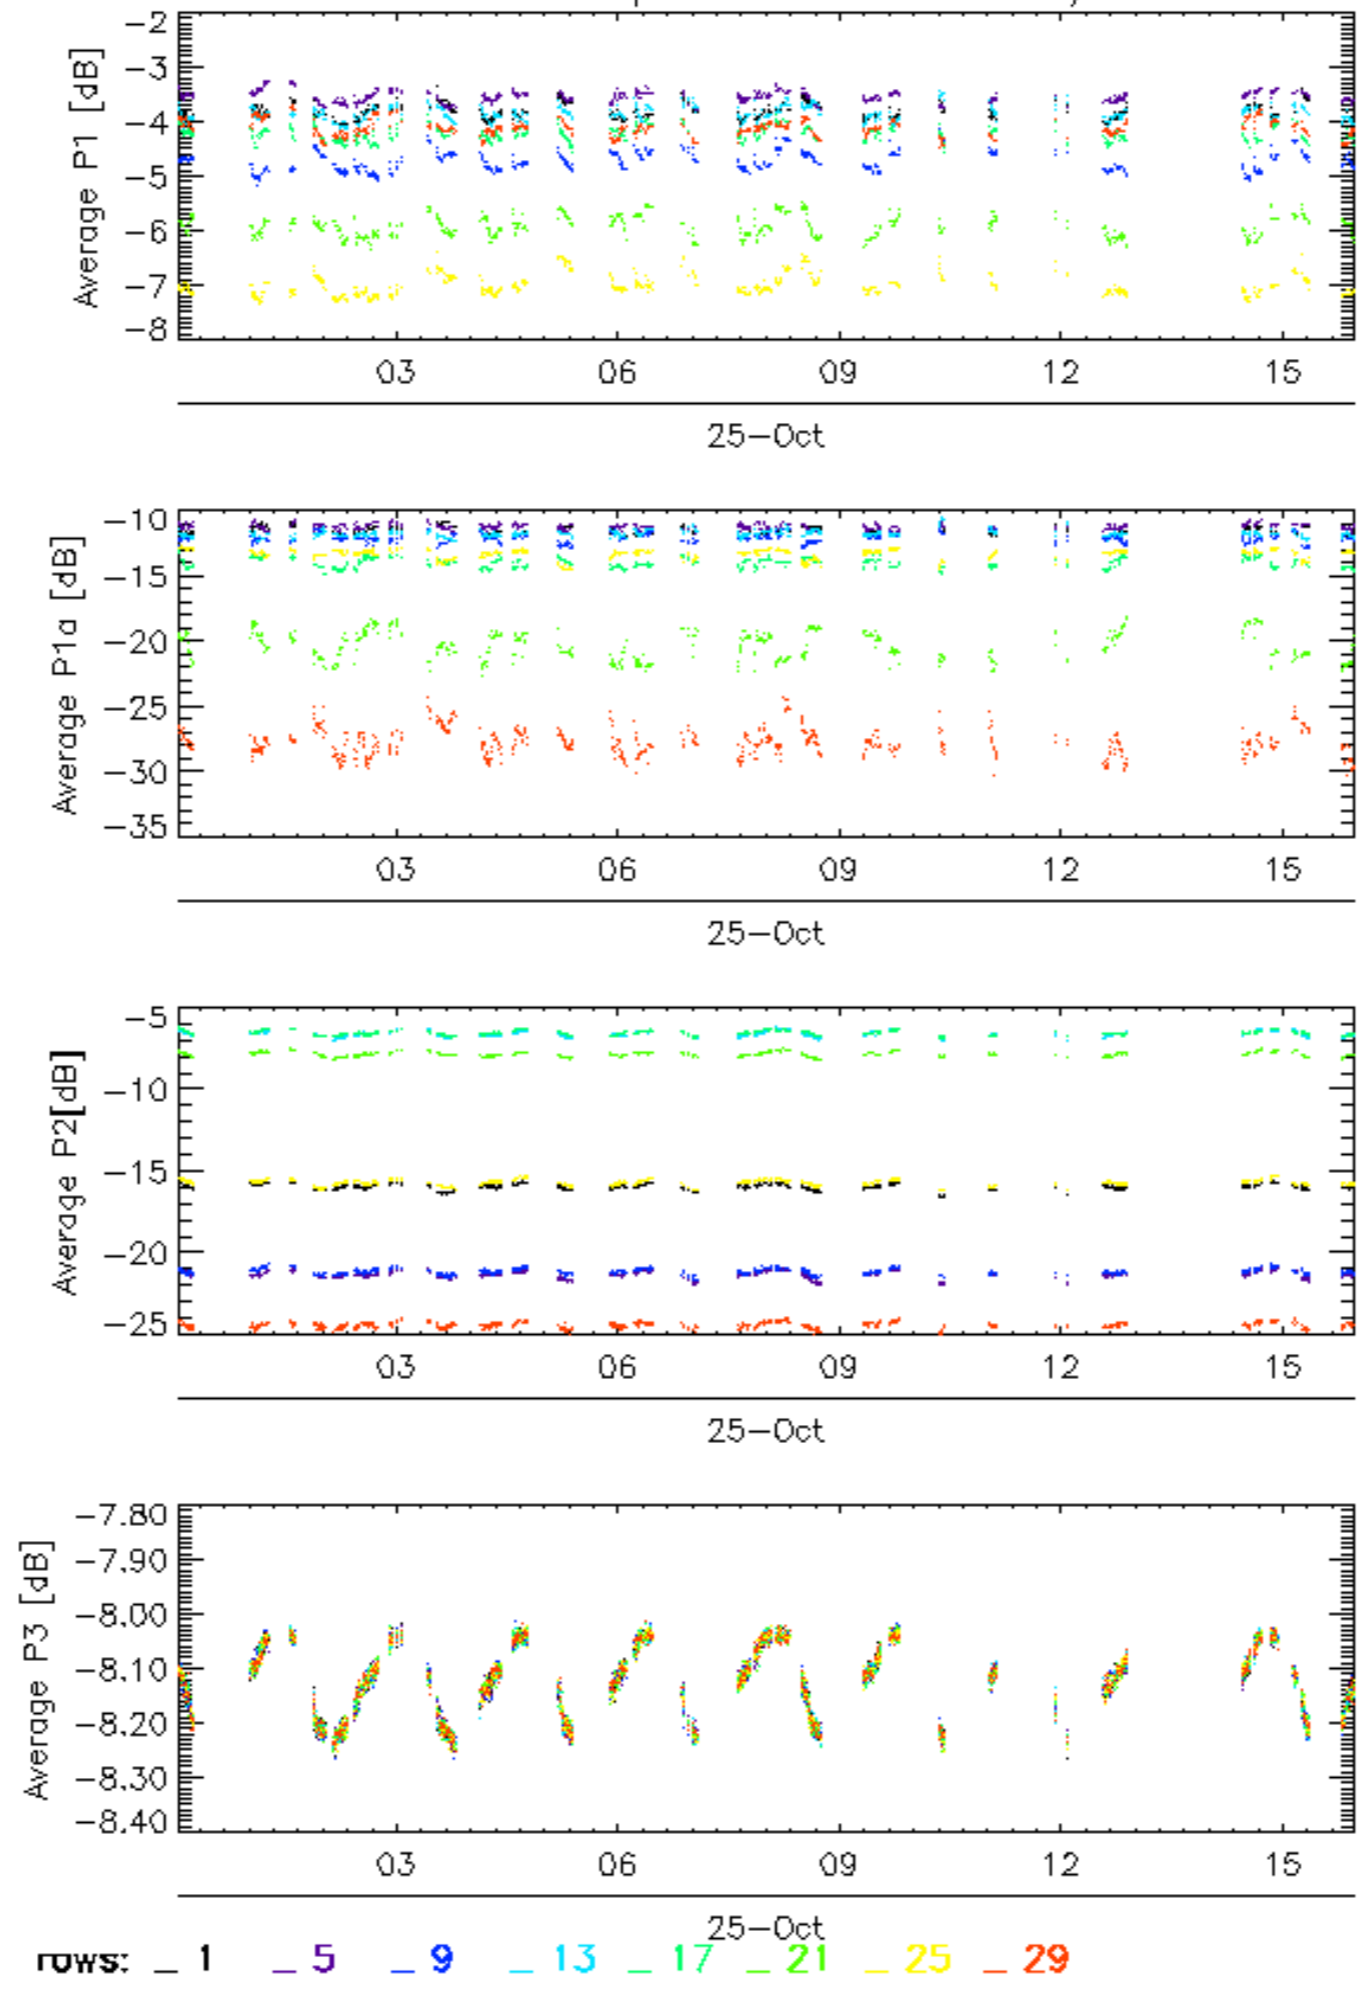 -2
-3
-4
-5
-6
-7
-8
Average P1 [dB]
03 06 09 12 15
25-Oct
-10
-15
-20
-25
-30
-35
Average P1a [dB]
03 06 09 12 15
25-Oct
-5
-10
-15
-20
-25
Average P2[dB]
03 06 09 12 15
25-Oct
-7.80
-7.90
-8.00
-8.10
-8.20
-8.30
-8.40
Average P3 [dB]
03 06 09 12 15
25-Oct
rows: _ 1 _ 5 _ 9 _ 13 _ 17 _ 21 _ 25 _ 29